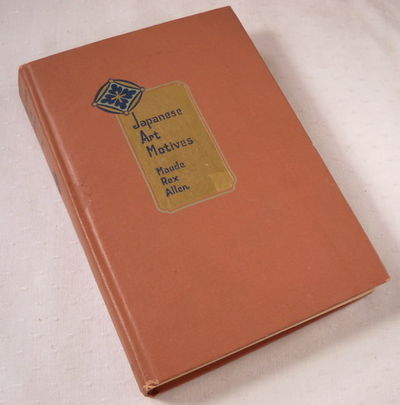 Japanese
Art
Motives
Maude
Rex
Allen